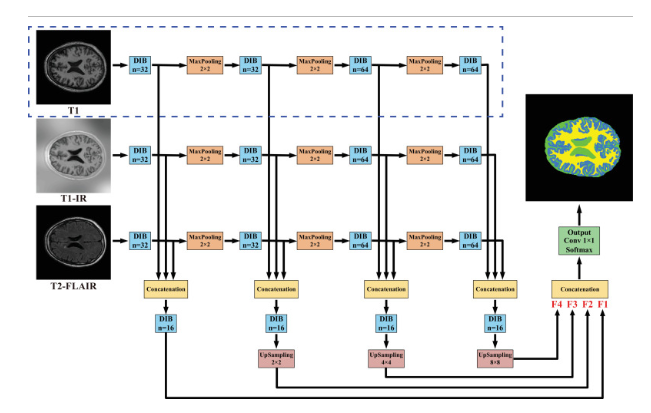 DIB
n=32
MaxPooling
2×2
DIB
n=32
MaxPooling
2×2
DIB
n=64
MaxPooling
2×2
DIB
n=64
T1
DIB
n=32
MaxPooling
2×2
DIB
n=32
MaxPooling
2×2
DIB
n=64
MaxPooling
2×2
DIB
n=64
T1-IR
DIB
n=32
MaxPooling
2×2
DIB
n=32
MaxPooling
2×2
DIB
n=64
MaxPooling
2×2
DIB
n=64
T2-FLAIR
Output
Conv 1×1
Softmax
Concatenation
Concatenation
Concatenation
Concatenation
Concatenation
F4 F3 F2 F1
DIB
n=16
DIB
n=16
DIB
n=16
DIB
n=16
UpSampling
2×2
UpSampling
4×4
UpSampling
8×8